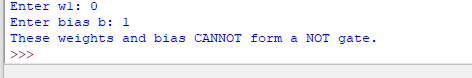 Enter w1: 0
Enter bias b: 1
These weights and bias CANNOT form a NOT gate.
>>>